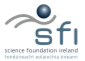 sfi
science foundation ireland
fondúireacht eolaíochta éireann